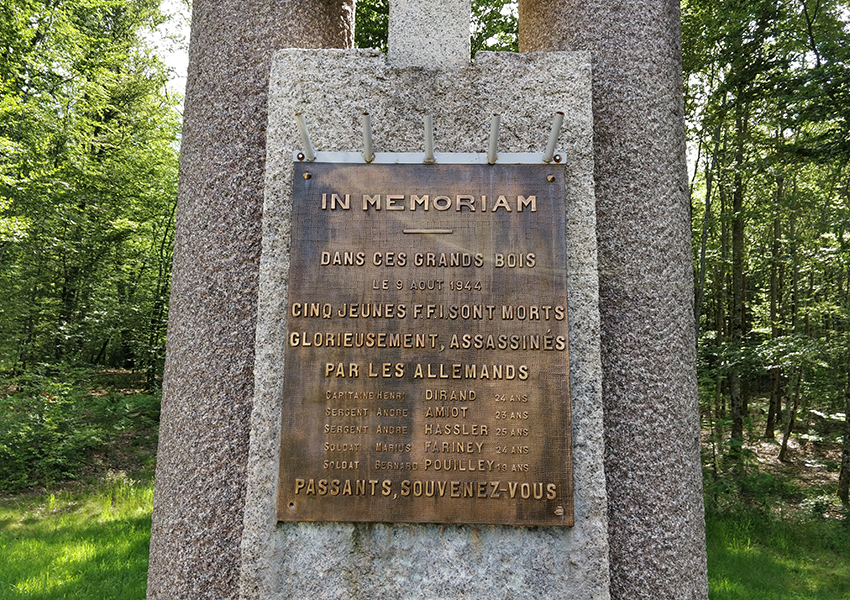 IN MEMORIAM
DANS CES GRANDS BOIS
LE 9 AOUT 1944
CINQ JEUNES F.F.I SONT MORTS
GLORIEUSEMENT, ASSASSINÉS
PAR LES ALLEMANDS
CAPITAINE HENRI DIRAND 24 ANS
SERGENT ANDRE AMIOT 23 ANS
SERGENT ANDRE HASSLER 25 ANS
SOLDAT MARIUS FARINEY 24 ANS
SOLDAT BERNARD POUILLEY 19 ANS
PASSANTS, SOUVENEZ-VOUS